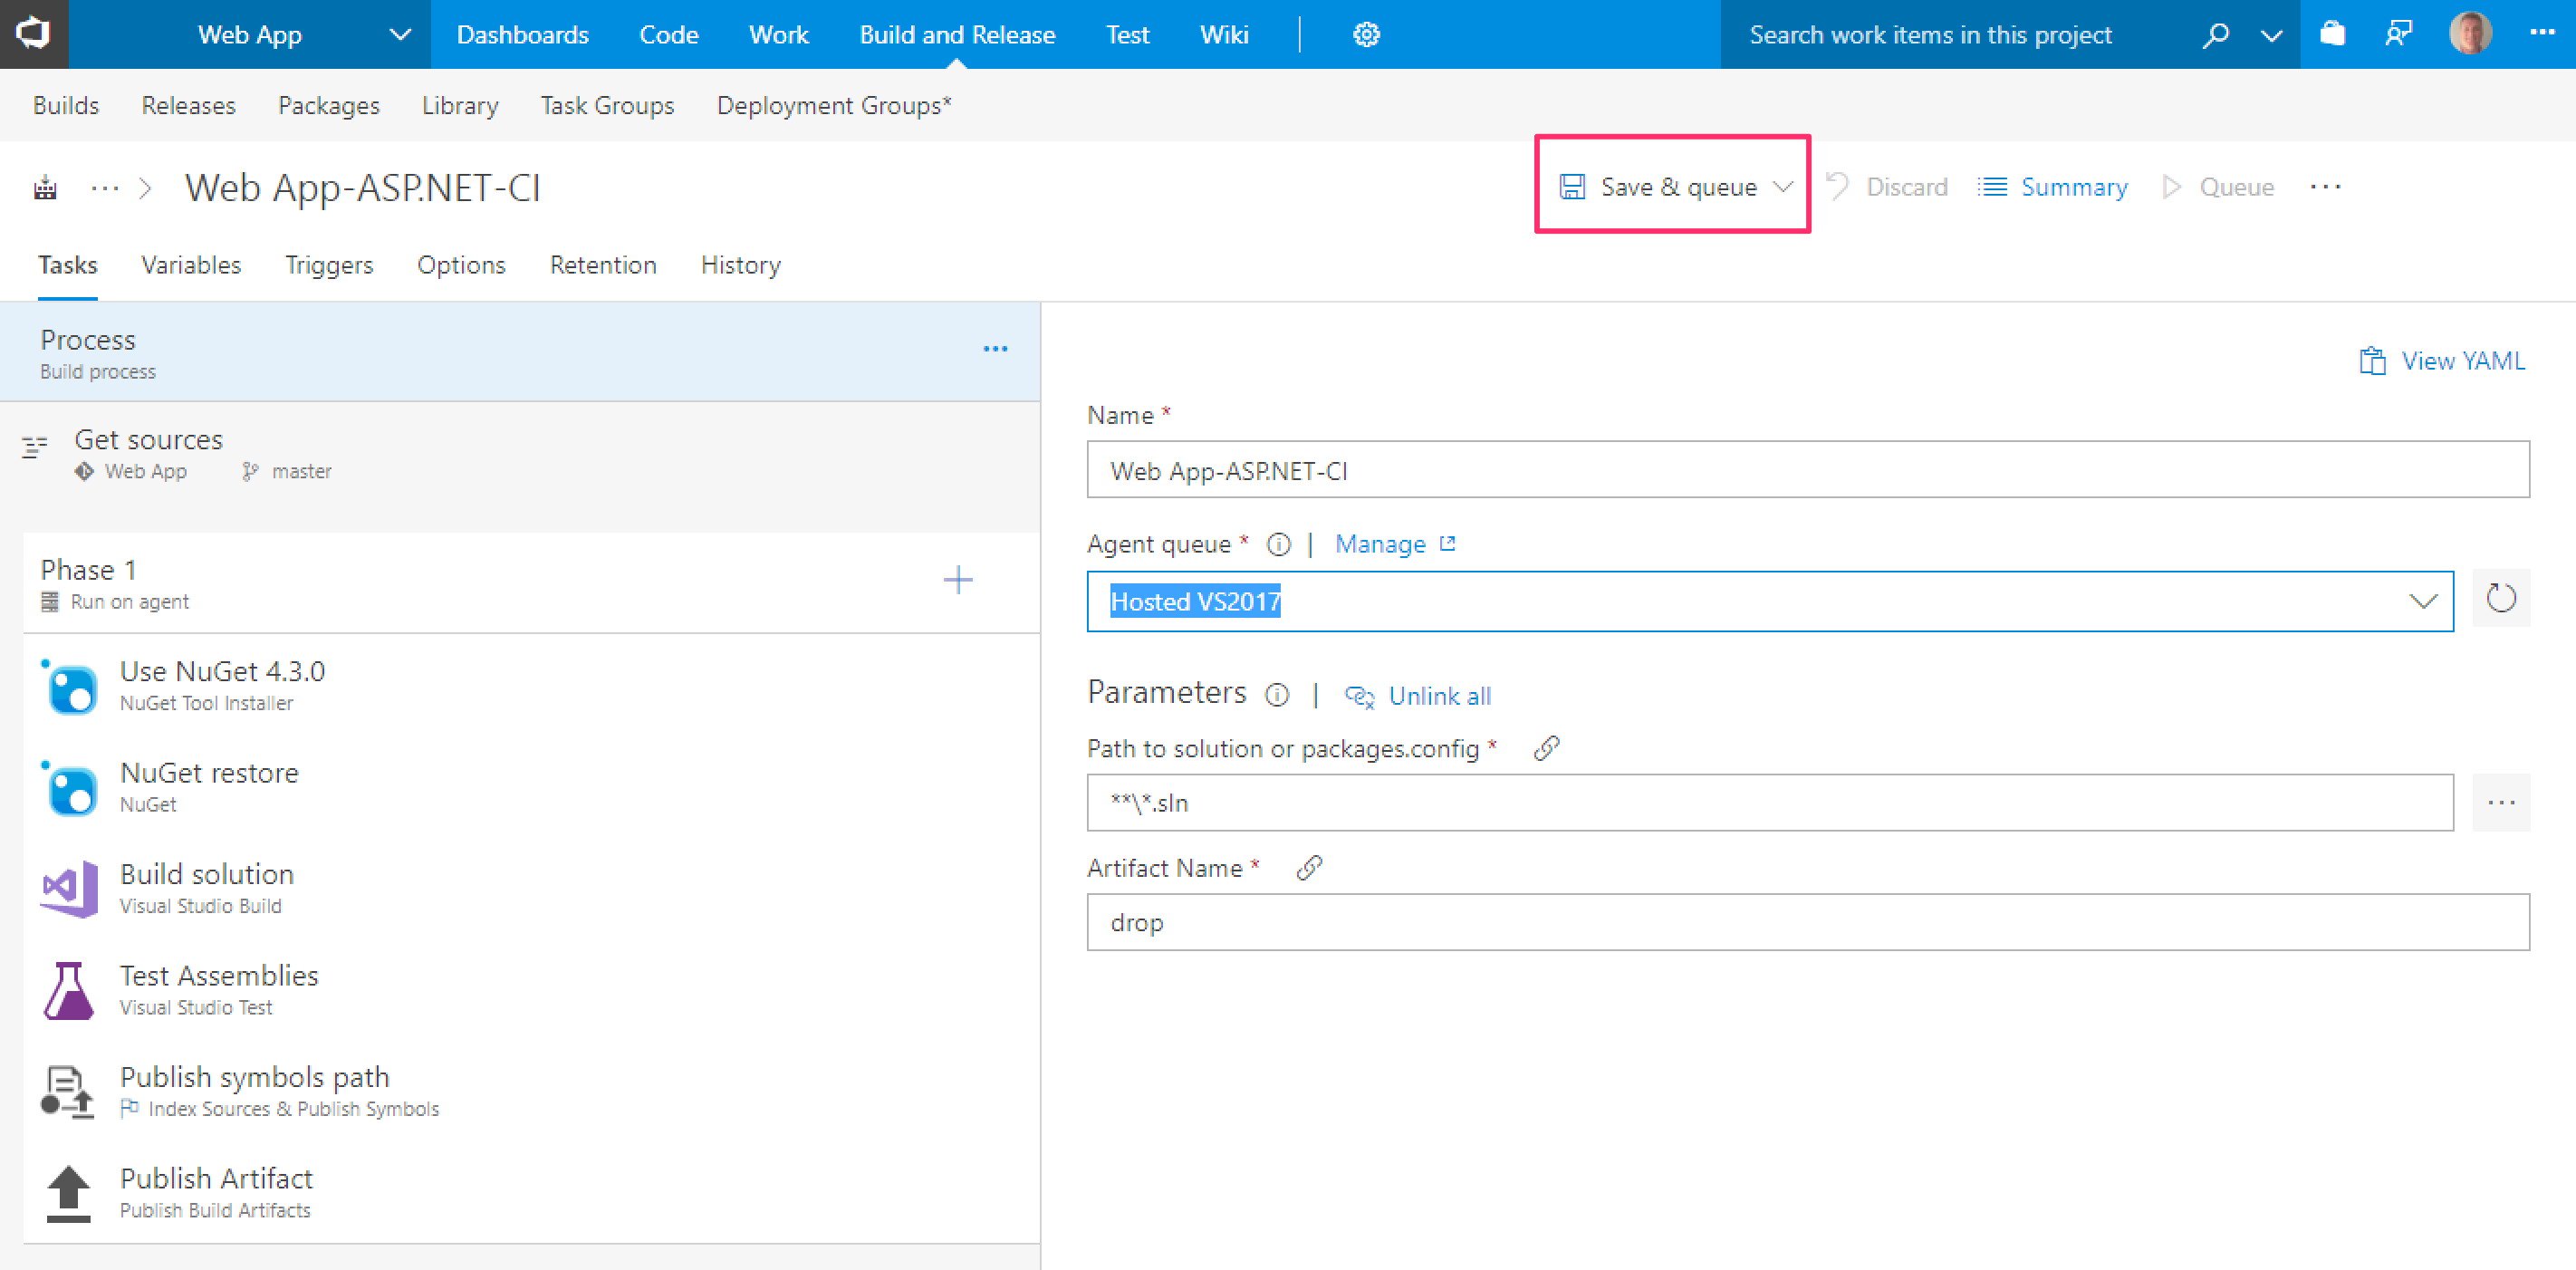 Web App Dashboards Code Work Build and Release Test Wiki Search work items in this project
Builds Releases Packages Library Task Groups Deployment Groups*
Web App-ASP.NET-CI Save & queue Discard Summary Queue
Tasks Variables Triggers Options Retention History
Process
Build process
Get sources
Web App master
Phase 1
Run on agent
Use NuGet 4.3.0
NuGet Tool Installer
NuGet restore
NuGet
Build solution
Visual Studio Build
Test Assemblies
Visual Studio Test
Publish symbols path
Index Sources & Publish Symbols
Publish Artifact
Publish Build Artifacts
View YAML
Name *
Web App-ASP.NET-CI
Agent queue * | Manage
Hosted VS2017
Parameters | Unlink all
Path to solution or packages.config *
**\*.sln
Artifact Name *
drop